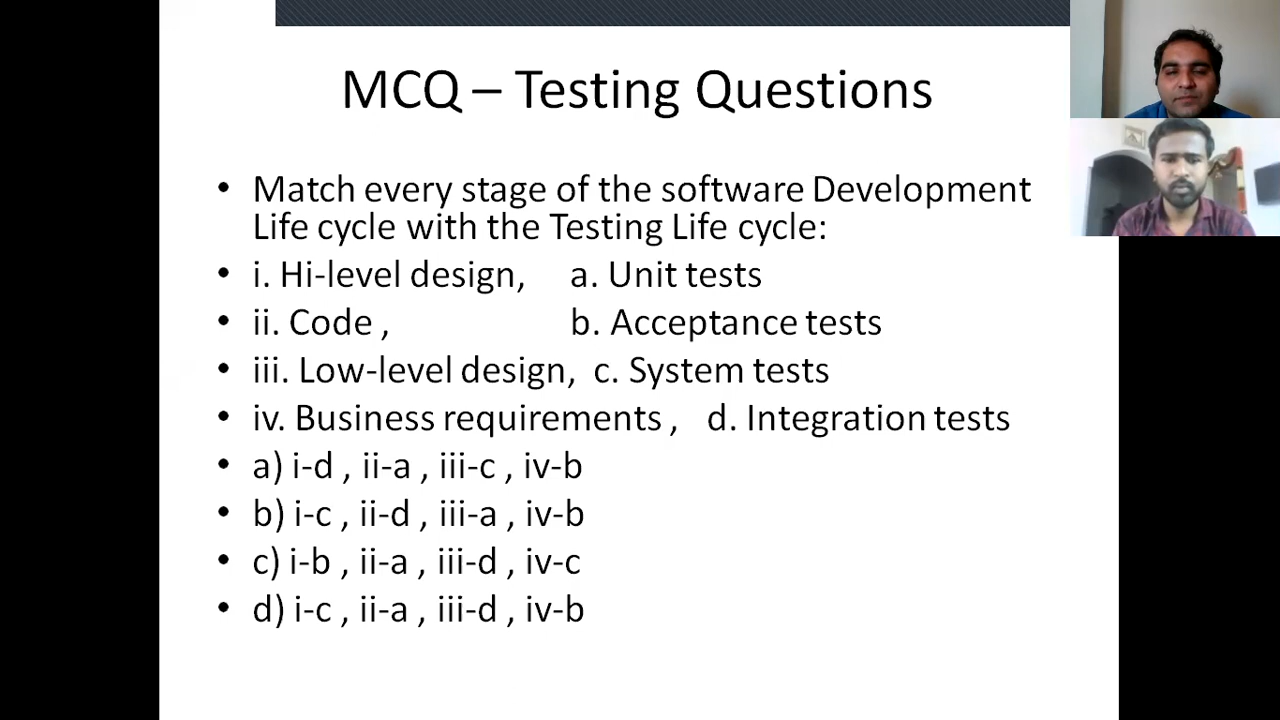 MCQ – Testing Questions
• Match every stage of the software Development
Life cycle with the Testing Life cycle:
• i. Hi-level design, a. Unit tests
• ii. Code , b. Acceptance tests
• iii. Low-level design, c. System tests
• iv. Business requirements , d. Integration tests
• a) i-d , ii-a , iii-c , iv-b
• b) i-c , ii-d , iii-a , iv-b
• c) i-b , ii-a , iii-d , iv-c
• d) i-c , ii-a , iii-d , iv-b